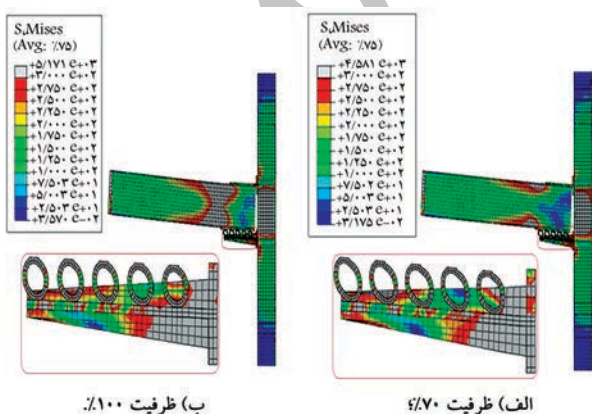 S,Mises
(Avg: ٪۷۵)
+۵/۱۷۱ e+۰۳
+۳/۰۰۰ e+۰۲
+۲/۷۵۰ e+۰۲
+۲/۵۰۰ e+۰۲
+۲/۲۵۰ e+۰۲
+۲/۰۰۰ e+۰۲
+۱/۷۵۰ e+۰۲
+۱/۵۰۰ e+۰۲
+۱/۲۵۰ e+۰۲
+۱/۰۰۰ e+۰۲
+۷/۵۰۳ e+۰۱
+۵/۰۰۳ e+۰۱
+۲/۵۰۳ e+۰۱
+۳/۵۷۰ e-۰۲
S,Mises
(Avg: ٪۷۵)
+۴/۵۸۱ e+۰۳
+۳/۰۰۰ e+۰۲
+۲/۷۵۰ e+۰۲
+۲/۵۰۰ e+۰۲
+۲/۲۵۰ e+۰۲
+۲/۰۰۰ e+۰۲
+۱/۷۵۰ e+۰۲
+۱/۵۰۰ e+۰۲
+۱/۲۵۰ e+۰۲
+۱/۰۰۰ e+۰۲
+۷/۵۰۲ e+۰۱
+۵/۰۰۳ e+۰۱
+۲/۵۰۳ e+۰۱
+۳/۱۷۵ e-۰۲
الف) ظرفیت ۷۰٪؛
ب) ظرفیت ۱۰۰٪.